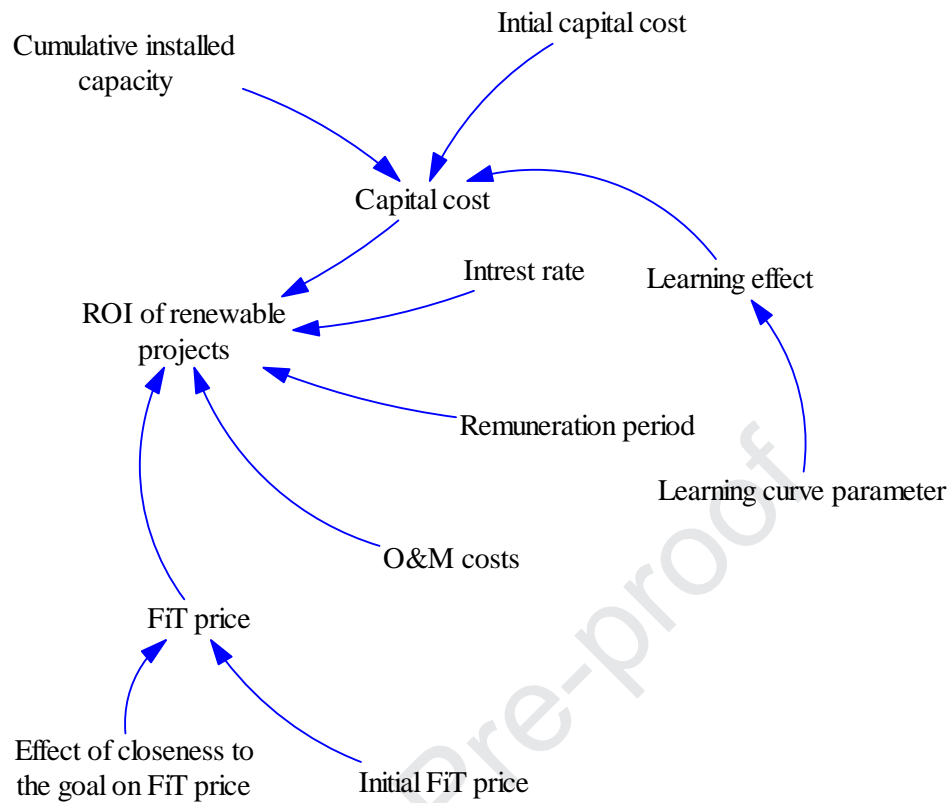 Intial capital cost
Cumulative installed
capacity
Capital cost
Intrest rate
Learning effect
ROI of renewable
projects
Remuneration period
Learning curve parameter
O&M costs
FiT price
Effect of closeness to
the goal on FiT price
Initial FiT price
Pre-proof